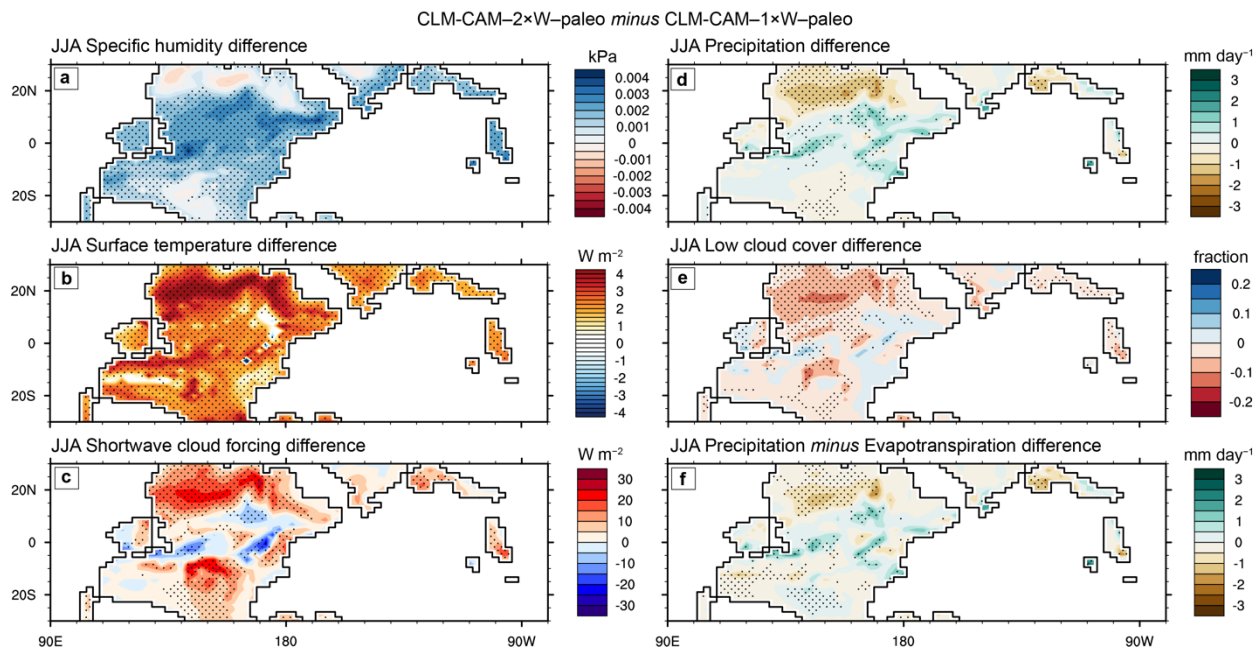 CLM-CAM–2×W–paleo minus CLM-CAM–1×W–paleo
JJA Specific humidity difference
a
kPa
0.004
0.002
0.001
0
-0.001
-0.002
-0.004
20N
0
20S
JJA Precipitation difference
d
mm day⁻¹
3
2
1
0
-1
-2
-3
JJA Surface temperature difference
b
W m⁻²
4
3
2
1
0
-1
-2
-3
-4
20N
0
20S
JJA Low cloud cover difference
e
fraction
0.2
0.1
0
-0.1
-0.2
JJA Shortwave cloud forcing difference
c
W m⁻²
30
20
10
0
-10
-20
-30
20N
0
20S
90E
180
90W
JJA Precipitation minus Evapotranspiration difference
f
mm day⁻¹
3
2
1
0
-1
-2
-3
90E
180
90W